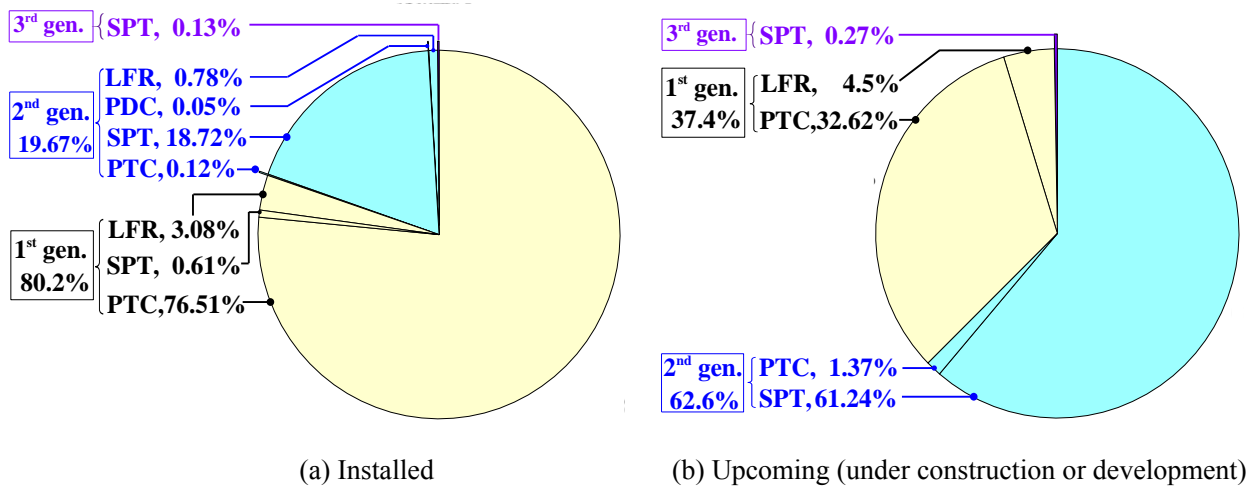 3rd gen. SPT, 0.13%
LFR, 0.78%
PDC, 0.05%
2nd gen. 19.67%
SPT, 18.72%
PTC, 0.12%
LFR, 3.08%
1st gen. 80.2%
SPT, 0.61%
PTC, 76.51%
(a) Installed
3rd gen. SPT, 0.27%
1st gen. 37.4%
LFR, 4.5%
PTC, 32.62%
2nd gen. 62.6%
PTC, 1.37%
SPT, 61.24%
(b) Upcoming (under construction or development)